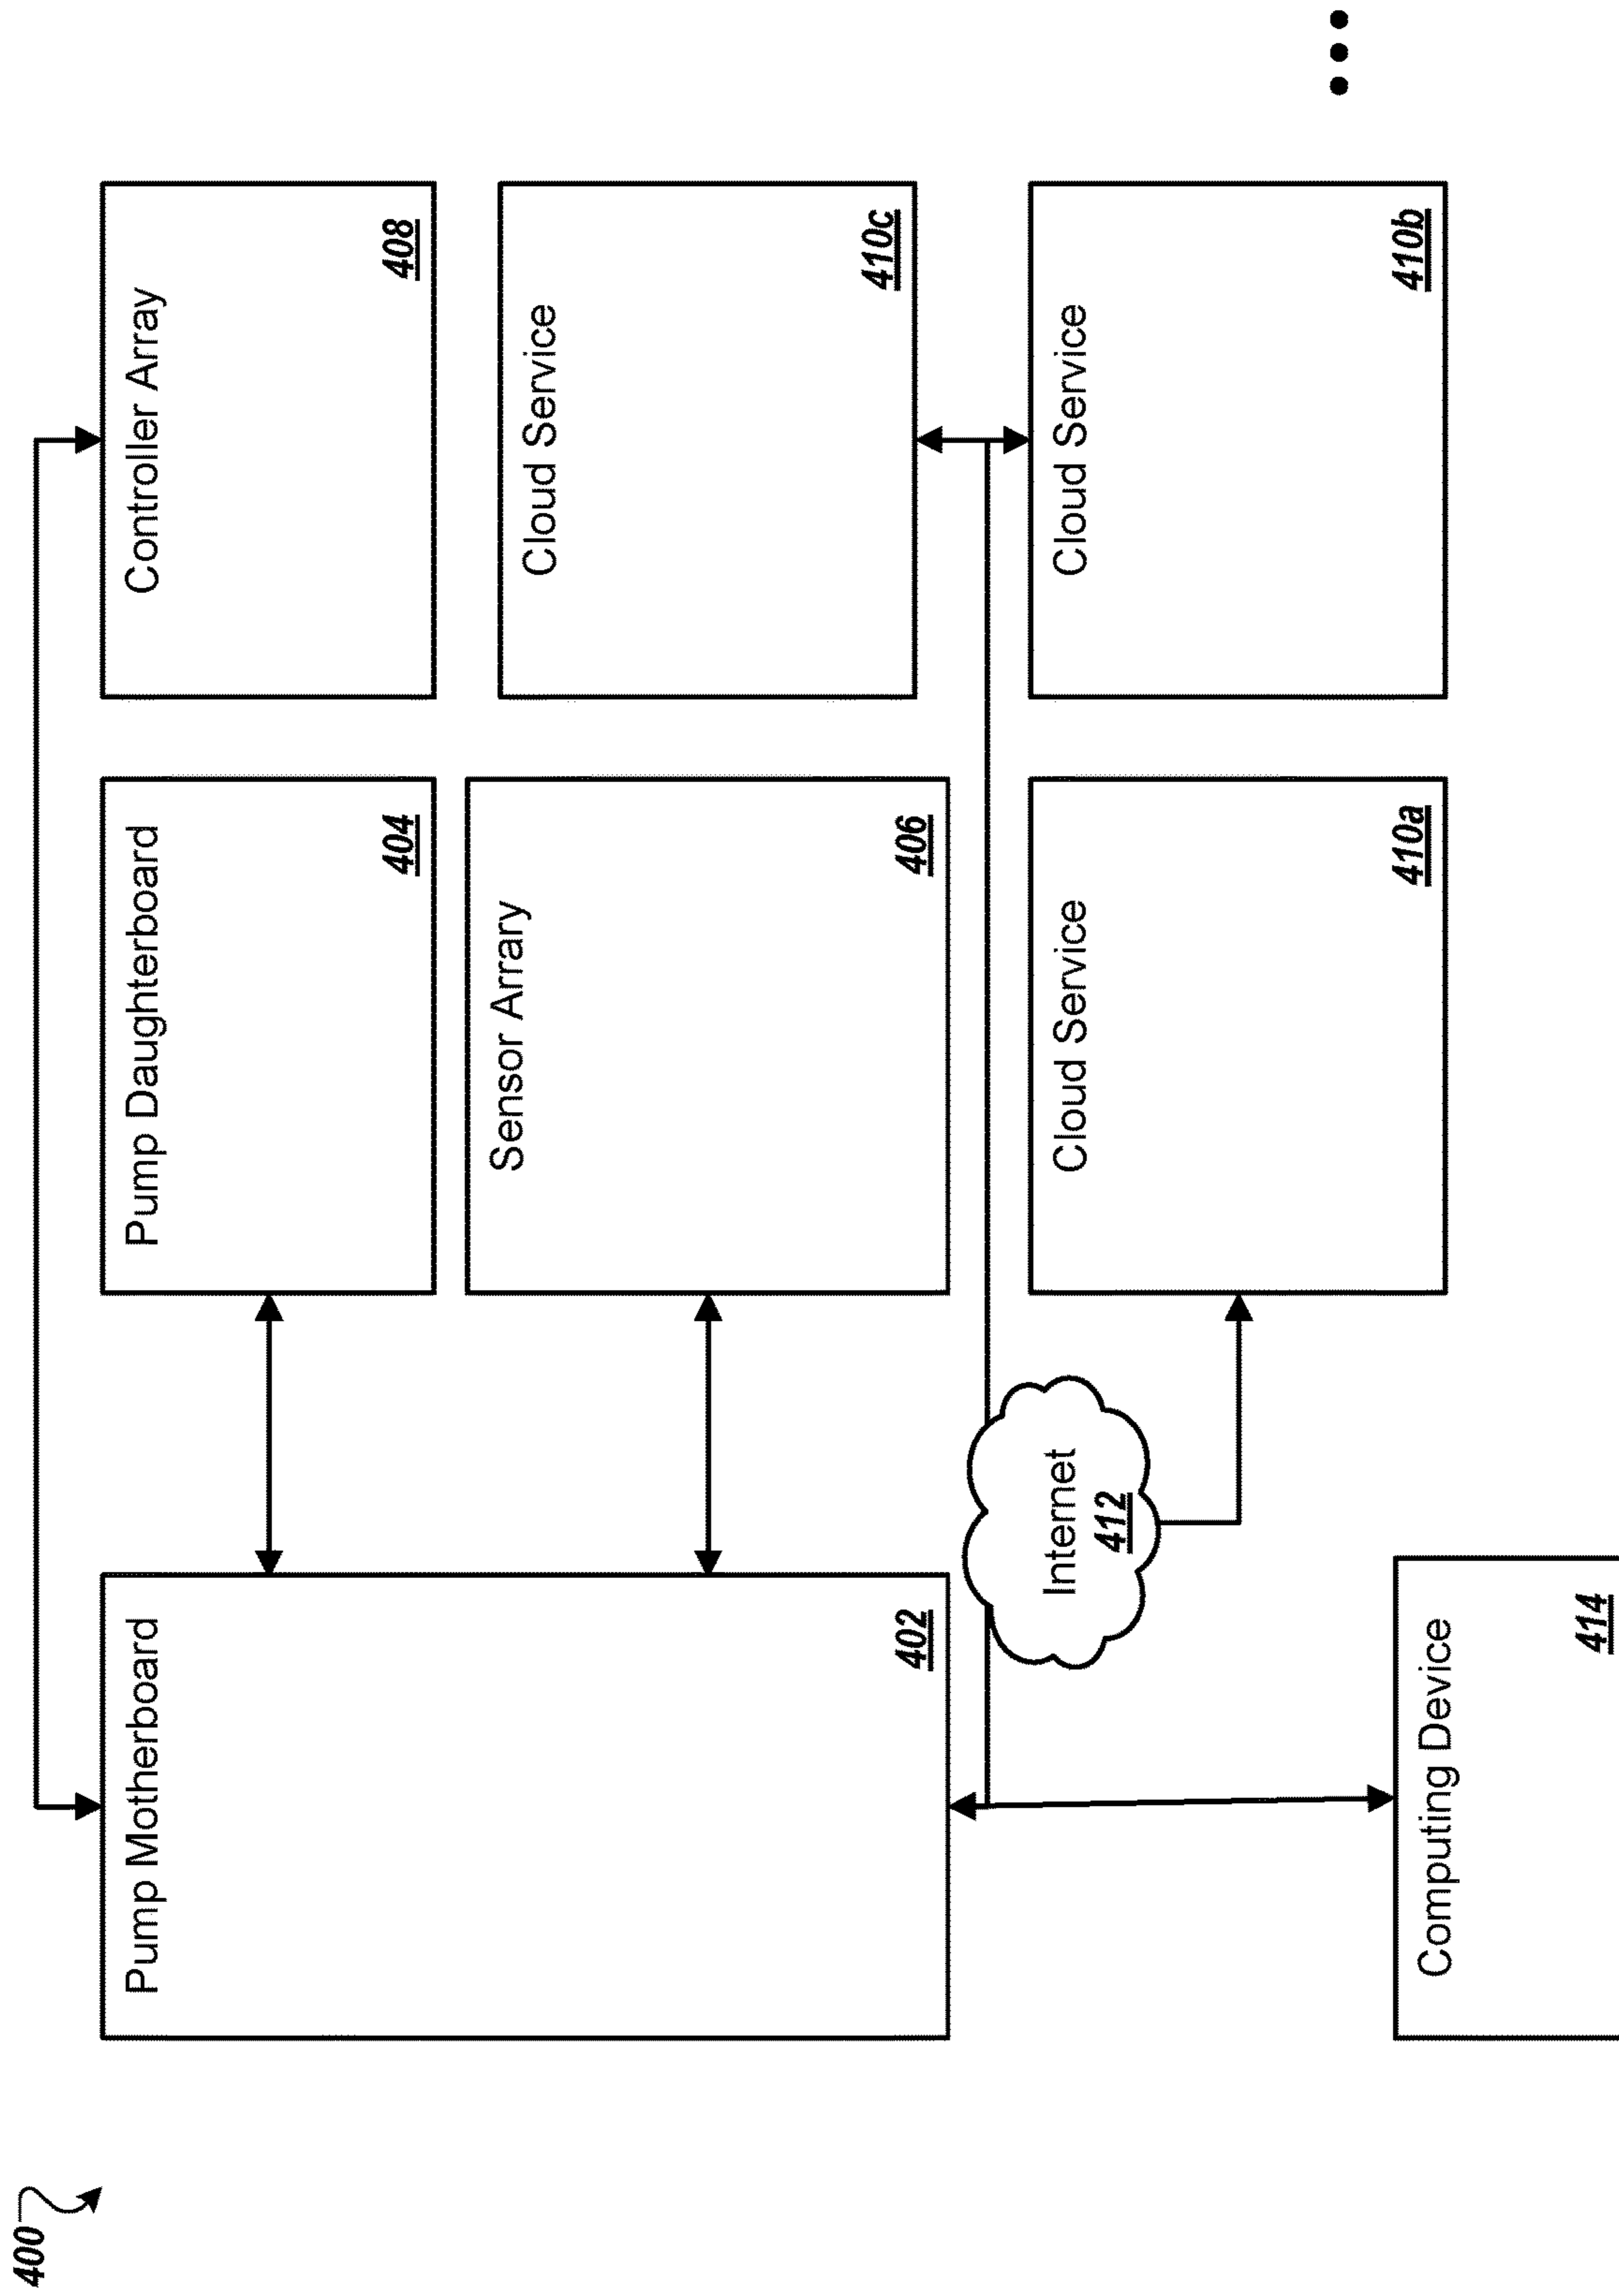 400
Pump Motherboard
402
Pump Daughterboard
404
Controller Array
408
Sensor Arrary
406
Cloud Service
410c
Internet
412
Cloud Service
410a
Cloud Service
410b
Computing Device
414